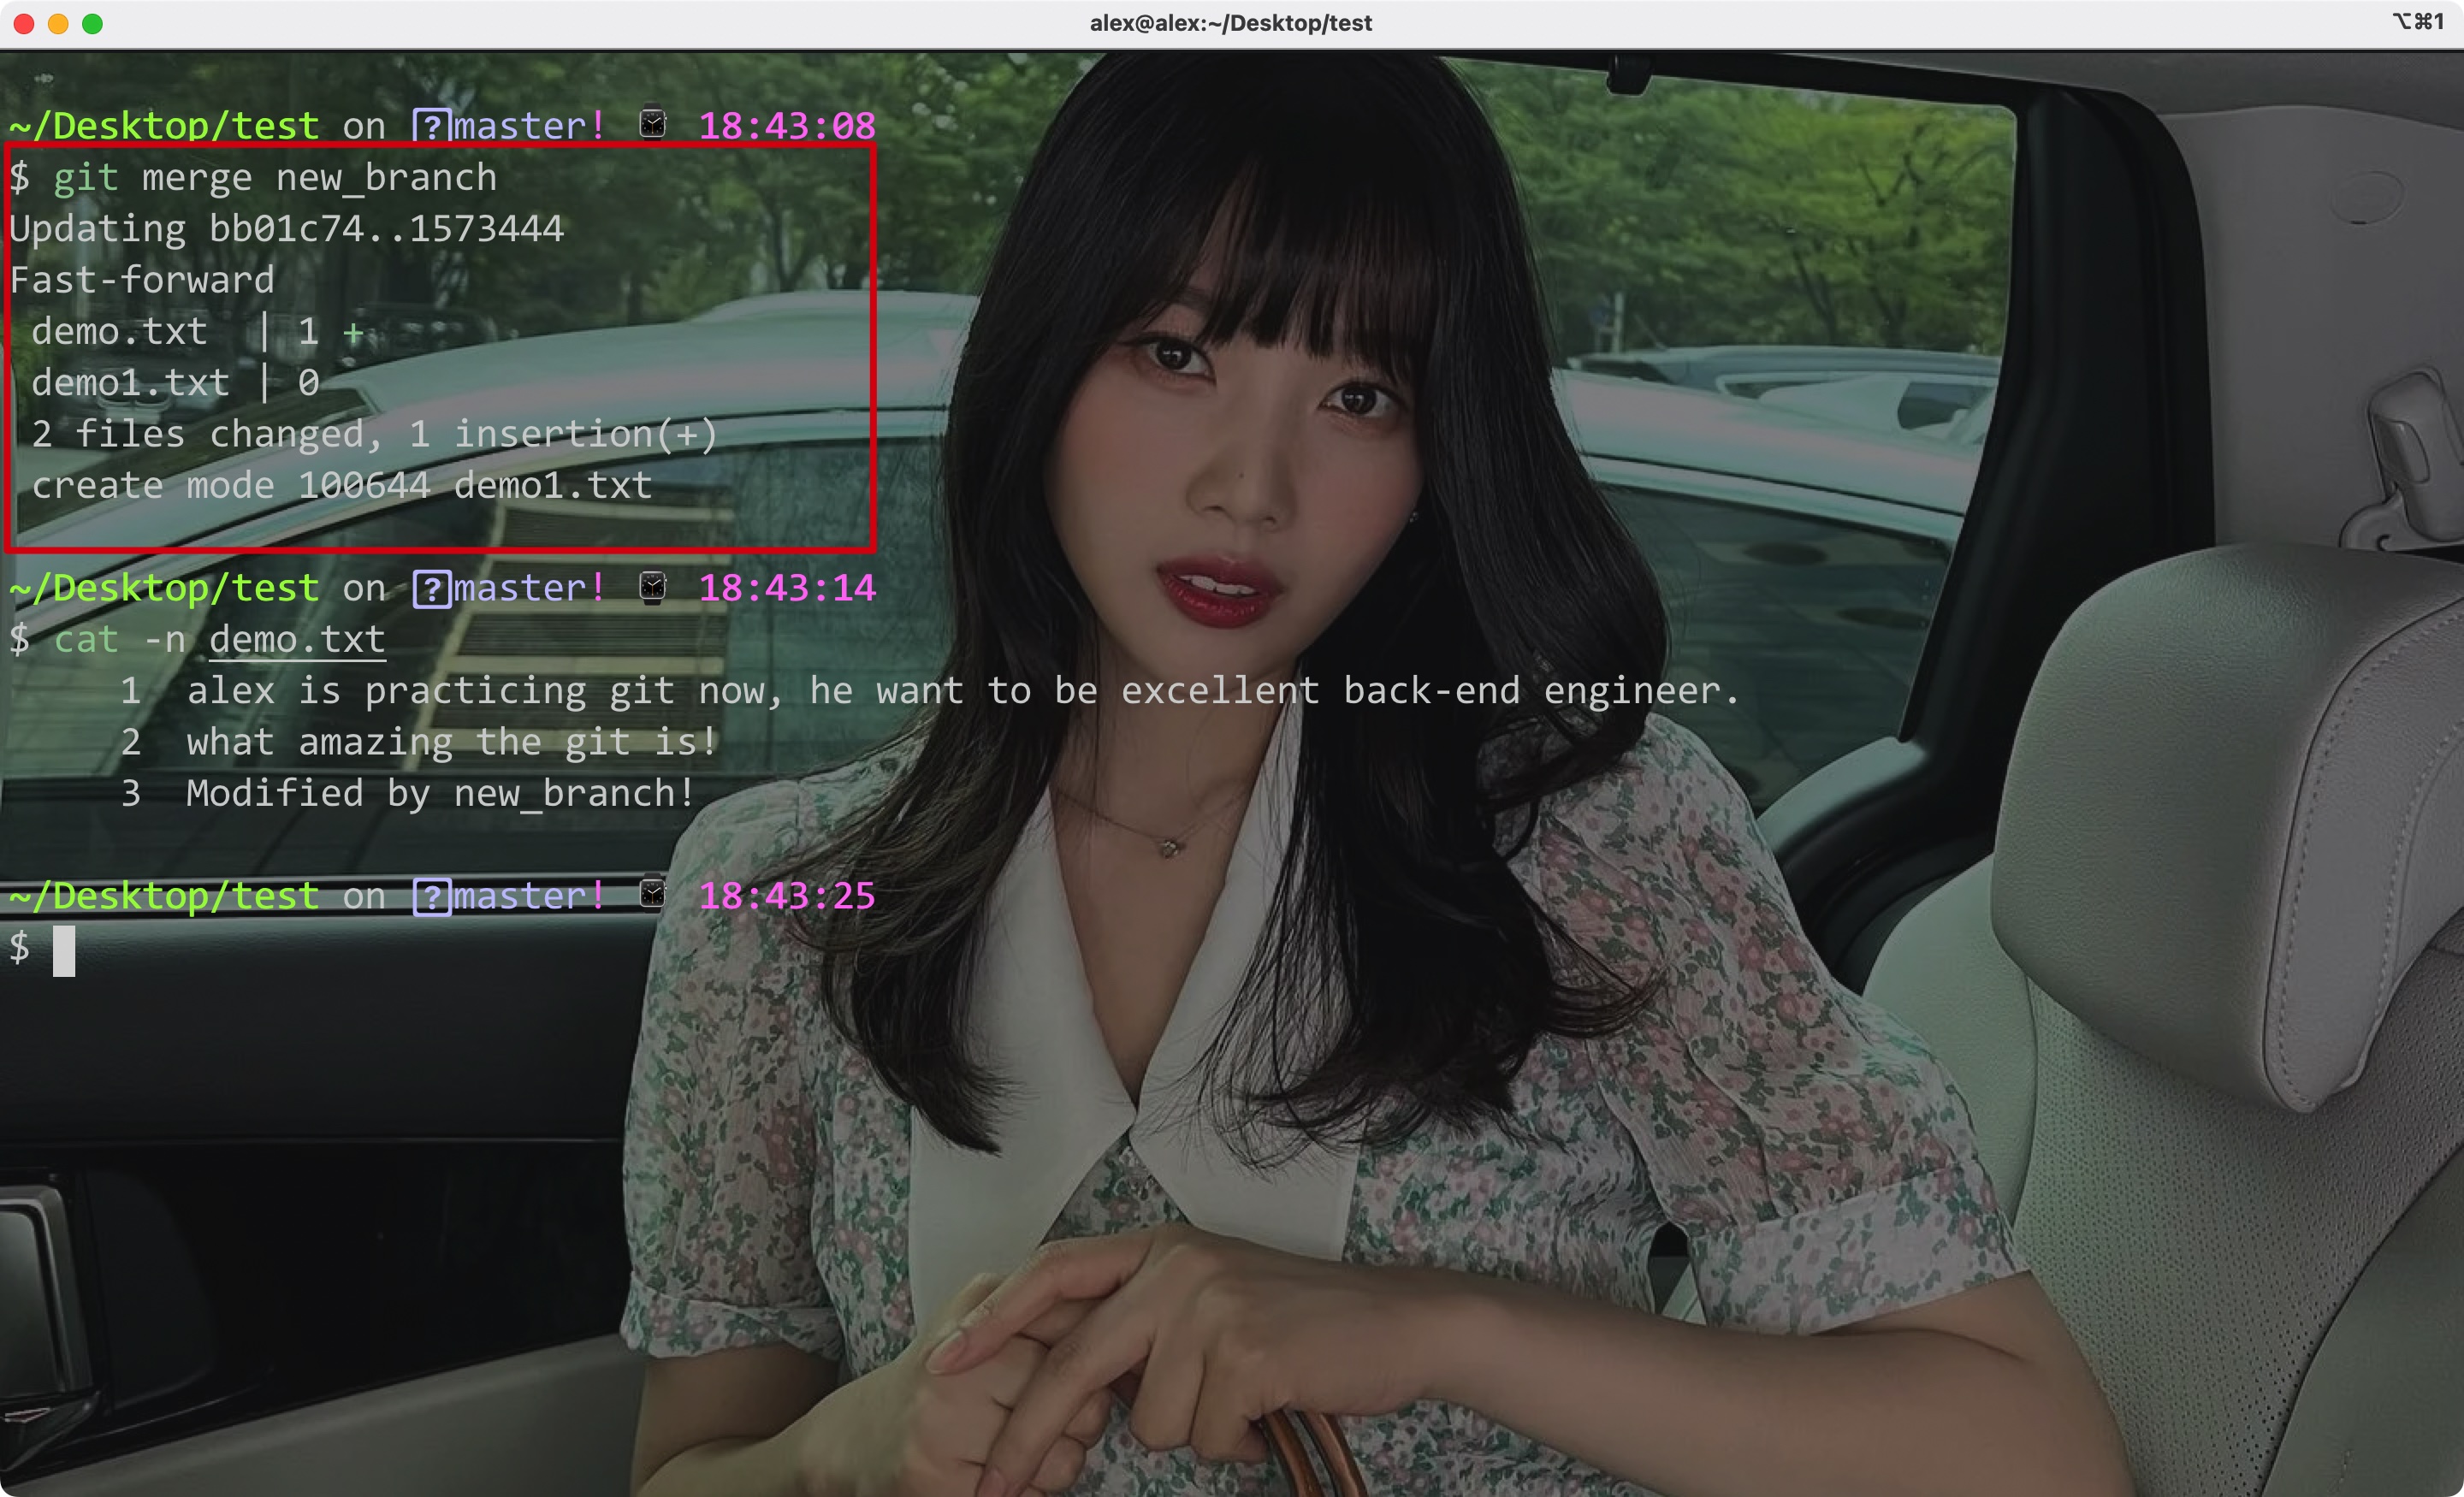 alex@alex:~/Desktop/test
⌥⌘1
~/Desktop/test on ?master! ⌚ 18:43:08
$ git merge new_branch
Updating bb01c74..1573444
Fast-forward
 demo.txt  | 1 +
 demo1.txt | 0
 2 files changed, 1 insertion(+)
 create mode 100644 demo1.txt
~/Desktop/test on ?master! ⌚ 18:43:14
$ cat -n demo.txt
     1  alex is practicing git now, he want to be excellent back-end engineer.
     2  what amazing the git is!
     3  Modified by new_branch!
~/Desktop/test on ?master! ⌚ 18:43:25
$